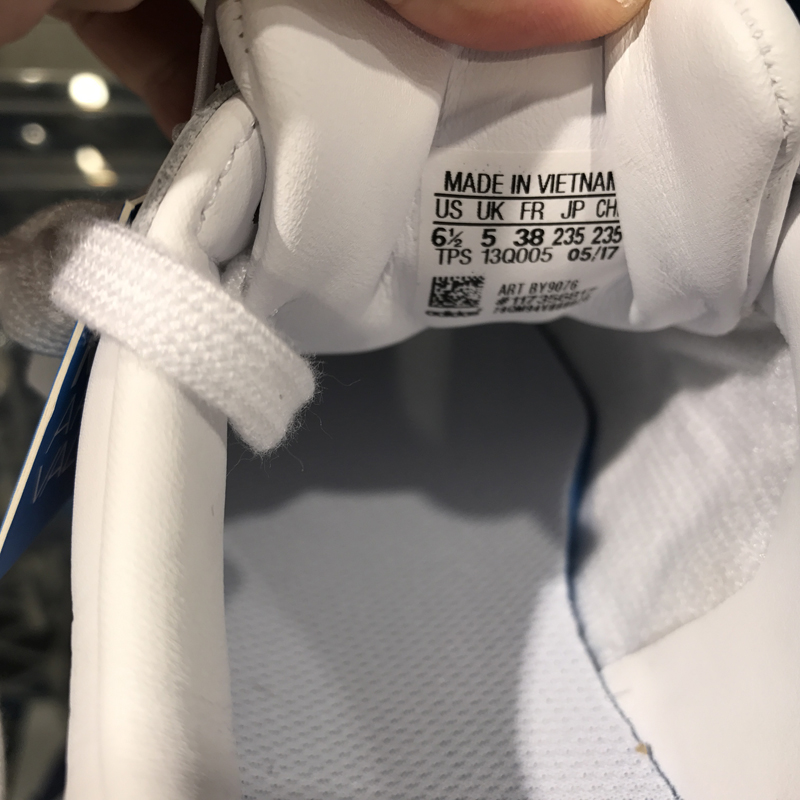 MADE IN VIETNAM
US UK FR JP CH
6½ 5 38 235 235
TPS 13Q005 05/17
ART BY9076
adidas